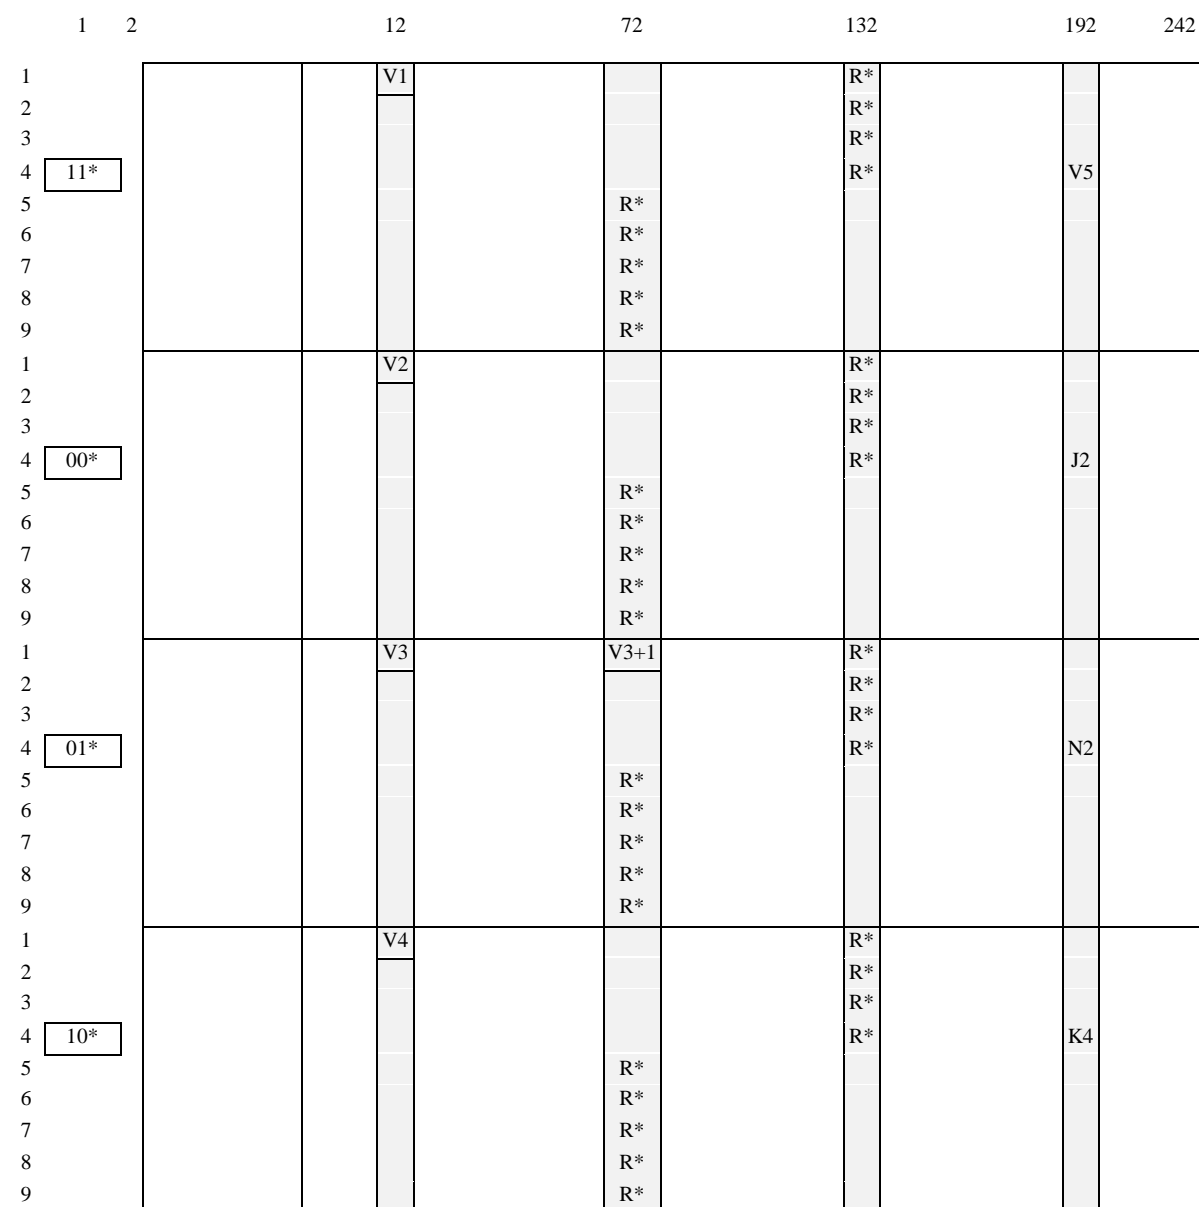 1 2 12 72 132 192 242
1 V1 R*
2 R*
3 R*
4 11* R* V5
5 R*
6 R*
7 R*
8 R*
9 R*
1 V2 R*
2 R*
3 R*
4 00* R* J2
5 R*
6 R*
7 R*
8 R*
9 R*
1 V3 V3+1 R*
2 R*
3 R*
4 01* R* N2
5 R*
6 R*
7 R*
8 R*
9 R*
1 V4 R*
2 R*
3 R*
4 10* R* K4
5 R*
6 R*
7 R*
8 R*
9 R*